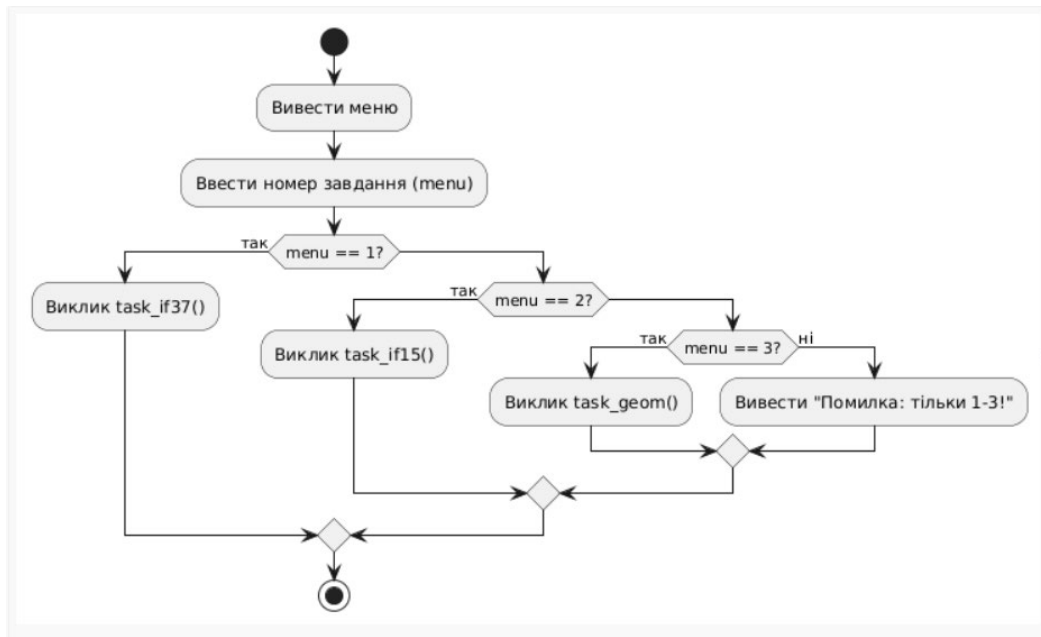 Вивести меню
Ввести номер завдання (menu)
так
menu == 1?
Виклик task_if37()
так
menu == 2?
Виклик task_if15()
так
menu == 3?
ні
Виклик task_geom()
Вивести "Помилка: тільки 1-3!"